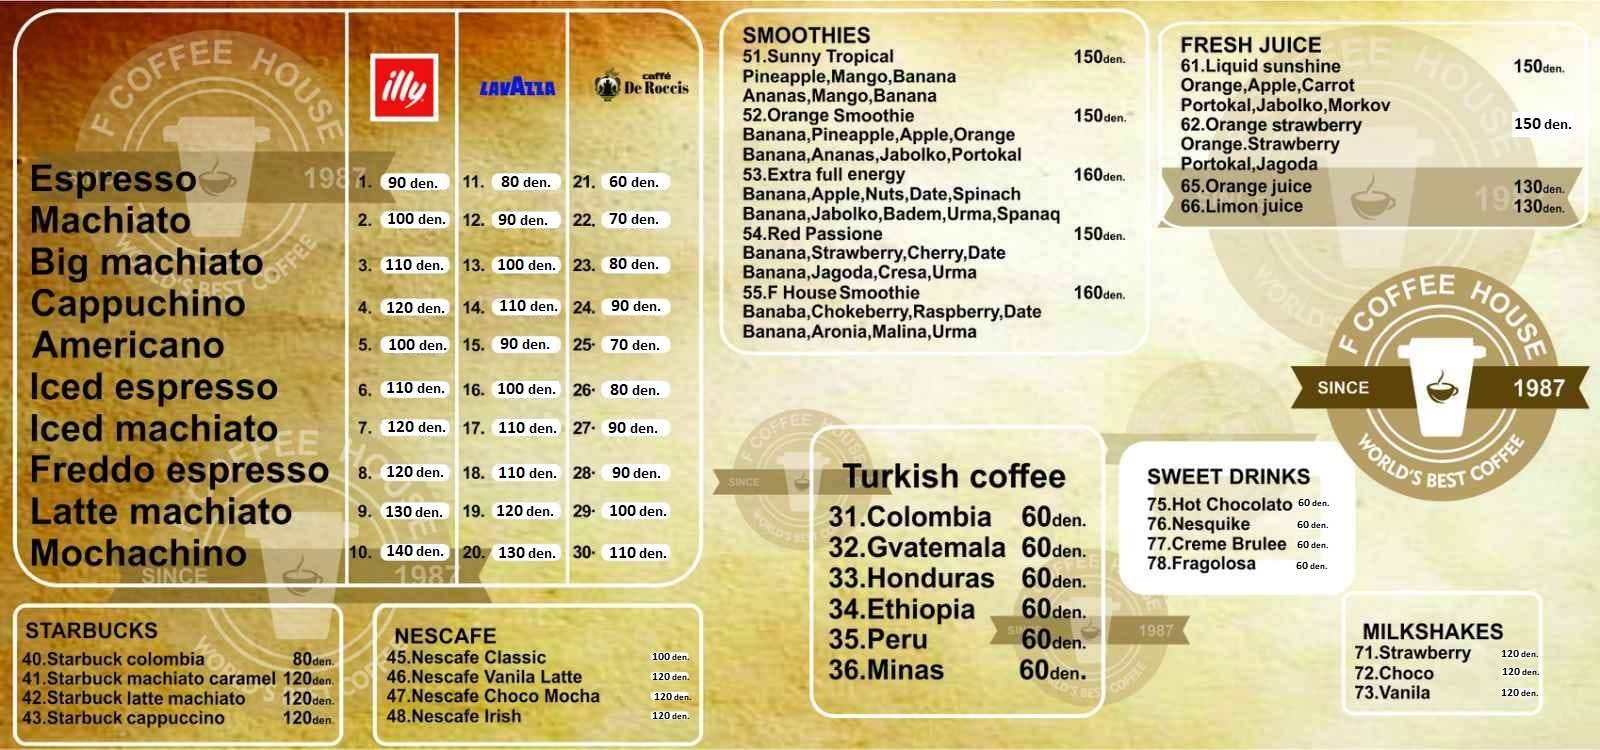 illy
LAVAZZA
caffè
De Roccis
Espresso 1. 90 den. 11. 80 den. 21. 60 den.
Machiato 2. 100 den. 12. 90 den. 22. 70 den.
Big machiato 3. 110 den. 13. 100 den. 23. 80 den.
Cappuchino 4. 120 den. 14. 110 den. 24. 90 den.
Americano 5. 100 den. 15. 90 den. 25. 70 den.
Iced espresso 6. 110 den. 16. 100 den. 26. 80 den.
Iced machiato 7. 120 den. 17. 110 den. 27. 90 den.
Freddo espresso 8. 120 den. 18. 110 den. 28. 90 den.
Latte machiato 9. 130 den. 19. 120 den. 29. 100 den.
Mochachino 10. 140 den. 20. 130 den. 30. 110 den.
STARBUCKS
40.Starbuck colombia 80den.
41.Starbuck machiato caramel 120den.
42.Starbuck latte machiato 120den.
43.Starbuck cappuccino 120den.
NESCAFE
45.Nescafe Classic 100 den.
46.Nescafe Vanila Latte 120 den.
47.Nescafe Choco Mocha 120 den.
48.Nescafe Irish 120 den.
SMOOTHIES
51.Sunny Tropical 150den.
Pineapple,Mango,Banana
Ananas,Mango,Banana
52.Orange Smoothie 150den.
Banana,Pineapple,Apple,Orange
Banana,Ananas,Jabolko,Portokal
53.Extra full energy 160den.
Banana,Apple,Nuts,Date,Spinach
Banana,Jabolko,Badem,Urma,Spanaq
54.Red Passione 150den.
Banana,Strawberry,Cherry,Date
Banana,Jagoda,Cresa,Urma
55.F House Smoothie 160den.
Banaba,Chokeberry,Raspberry,Date
Banana,Aronia,Malina,Urma
FRESH JUICE
61.Liquid sunshine 150den.
Orange,Apple,Carrot
Portokal,Jabolko,Morkov
62.Orange strawberry 150 den.
Orange.Strawberry
Portokal,Jagoda
65.Orange juice 130den.
66.Limon juice 130den.
F COFFEE HOUSE
SINCE 1987
WORLD'S BEST COFFEE
Turkish coffee
31.Colombia 60den.
32.Gvatemala 60den.
33.Honduras 60den.
34.Ethiopia 60den.
35.Peru 60den.
36.Minas 60den.
SWEET DRINKS
75.Hot Chocolato 60 den.
76.Nesquike 60 den.
77.Creme Brulee 60 den.
78.Fragolosa 60 den.
MILKSHAKES
71.Strawberry 120 den.
72.Choco 120 den.
73.Vanila 120 den.
F COFFEE HOUSE
1987
WORLD'S BEST COFFEE
F COFFEE HOUSE
SINCE 1987
F COFFEE HOUSE
SINCE